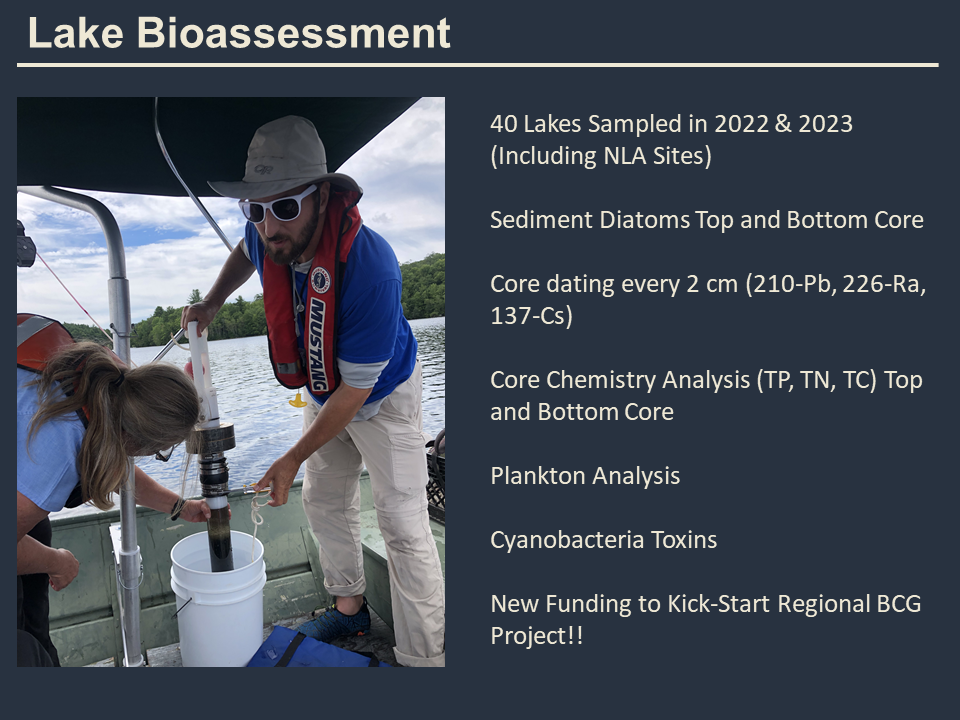 Lake Bioassessment
40 Lakes Sampled in 2022 & 2023
(Including NLA Sites)
Sediment Diatoms Top and Bottom Core
Core dating every 2 cm (210-Pb, 226-Ra,
137-Cs)
Core Chemistry Analysis (TP, TN, TC) Top
and Bottom Core
Plankton Analysis
Cyanobacteria Toxins
New Funding to Kick-Start Regional BCG
Project!!
OR
MUSTANG